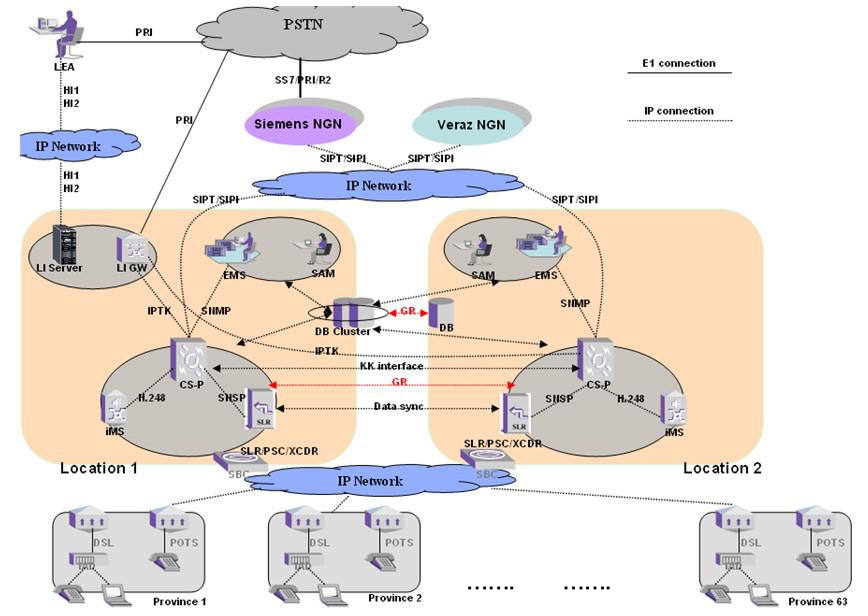 PSTN
PRI
LEA
E1 connection
SS7/PRI/R2
HI1
HI2
IP connection
PRI
Siemens NGN
Veraz NGN
IP Network
SIPT/SIPI
SIPT/SIPI
HI1
HI2
IP Network
SIPT/SIPI
SIPT/SIPI
LI Server
LI GW
EMS
SAM
SAM
EMS
IPTK
SNMP
SNMP
GR
DB Cluster
DB
IPTK
KK interface
CS-P
CS-P
GR
H.248
SNSP
SNSP
H.248
Data sync
iMS
SLR
SLR
iMS
SLR/PSC/XCDR
SLR/PSC/XCDR
Location 1
SBC
SBC
Location 2
IP Network
DSL
POTS
DSL
POTS
DSL
POTS
Province 1
Province 2
.......
.......
Province 63